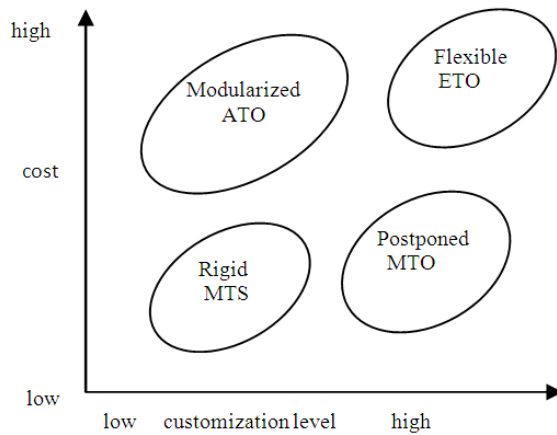 high
Flexible
ETO
Modularized
ATO
cost
Postponed
MTO
Rigid
MTS
low
low customization level high